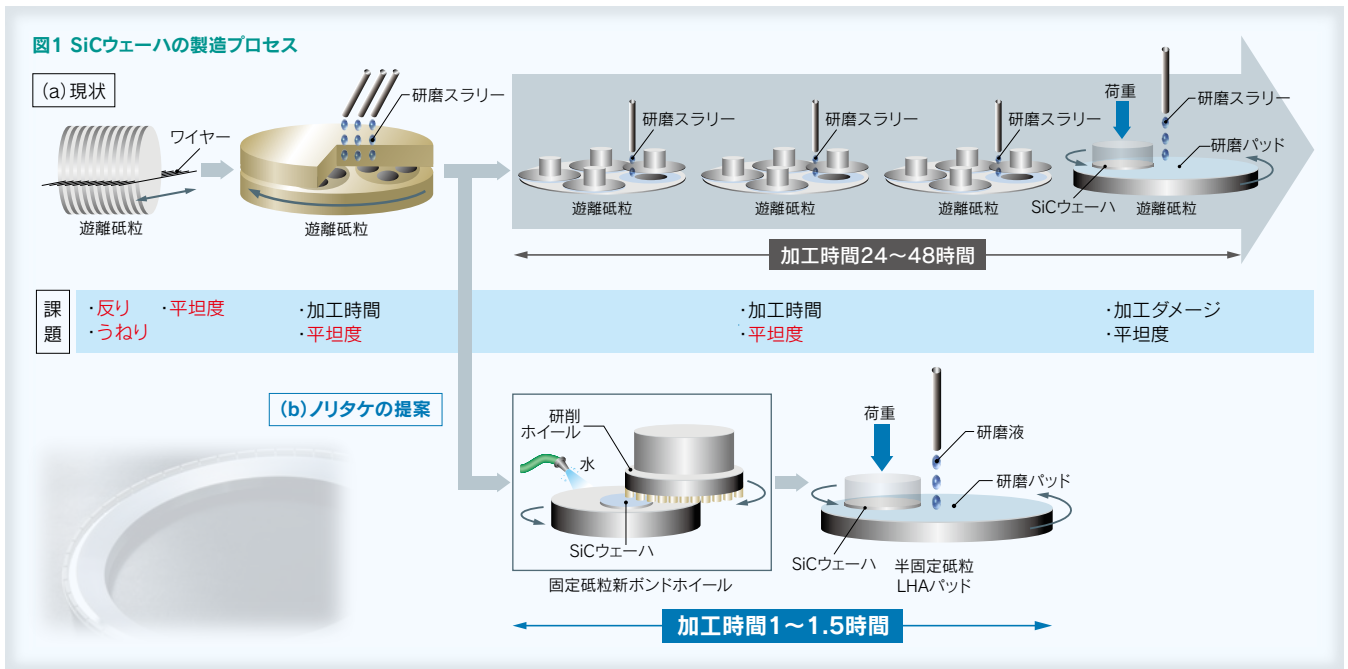 図1 SiCウェーハの製造プロセス
(a)現状
ワイヤー
遊離砥粒
研磨スラリー
遊離砥粒
研磨スラリー
遊離砥粒
研磨スラリー
遊離砥粒
研磨スラリー
遊離砥粒
荷重
研磨スラリー
研磨パッド
SiCウェーハ
遊離砥粒
加工時間24～48時間
課題
・反り ・平坦度
・うねり
・加工時間
・平坦度
・加工時間
・平坦度
・加工ダメージ
・平坦度
(b)ノリタケの提案
研削
ホイール
水
SiCウェーハ
固定砥粒新ボンドホイール
荷重
研磨液
研磨パッド
SiCウェーハ
半固定砥粒
LHAパッド
加工時間1～1.5時間